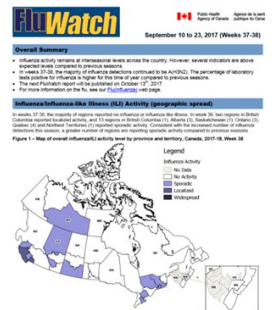 FluWatch
Public Health
Agency of Canada
Agence de la santé
publique du Canada
September 10 to 23, 2017 (Weeks 37-38)
Overall Summary
Influenza activity remains at interseasonal levels across the country. However, several indicators are above
expected levels compared to previous seasons.
In weeks 37-38, the majority of influenza detections continued to be A(H3N2). The percentage of laboratory
tests positive for influenza is higher for this time of year compared to previous seasons.
The next FluWatch report will be published on October 13th, 2017.
For more information on the flu, see our Flu(influenza) web page.
Influenza/Influenza-like Illness (ILI) Activity (geographic spread)
In weeks 37-38, the majority of regions reported no influenza or influenza-like illness. In week 38, two regions in British
Columbia reported localized activity, and 13 regions in British Columbia (1), Alberta (3), Saskatchewan (1), Ontario (3),
Quebec (4) and Northwest Territories (1) reported sporadic activity. Consistent with the increased number of influenza
detections this season, a greater number of regions are reporting sporadic activity compared to previous seasons.
Figure 1 – Map of overall influenza/ILI activity level by province and territory, Canada, 2017-18, Week 38
Legend
Influenza Activity
No Data
No Activity
Sporadic
Localized
Widespread